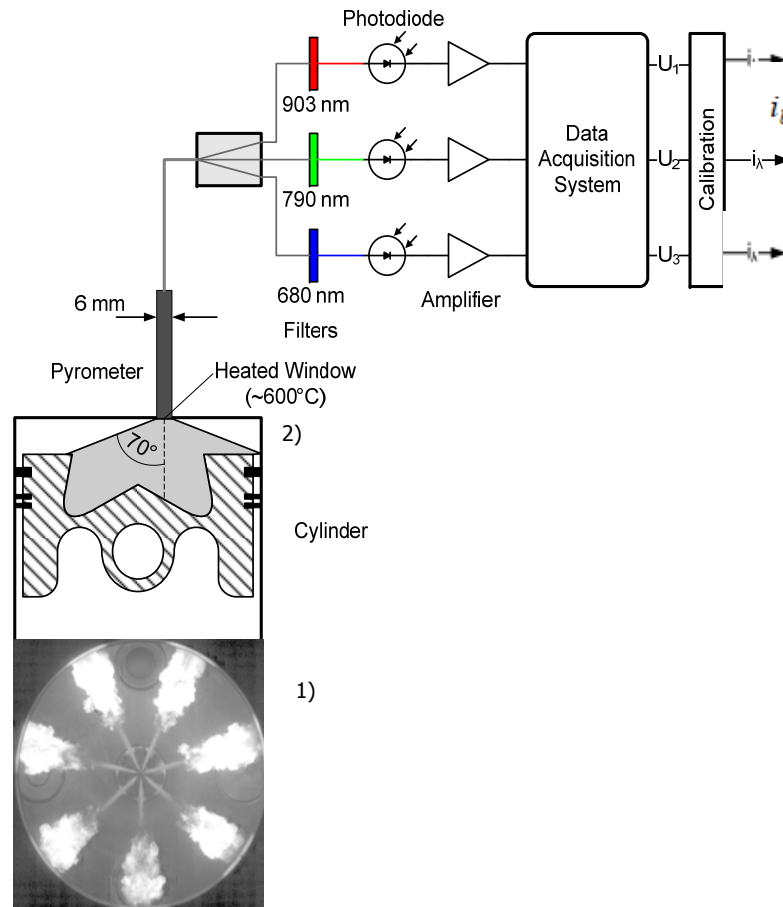 Photodiode
903 nm
790 nm
680 nm
Filters
Amplifier
Data
Acquisition
System
U1
U2
U3
Calibration
iλ
6 mm
Pyrometer
Heated Window
(~600°C)
70°
2)
Cylinder
1)